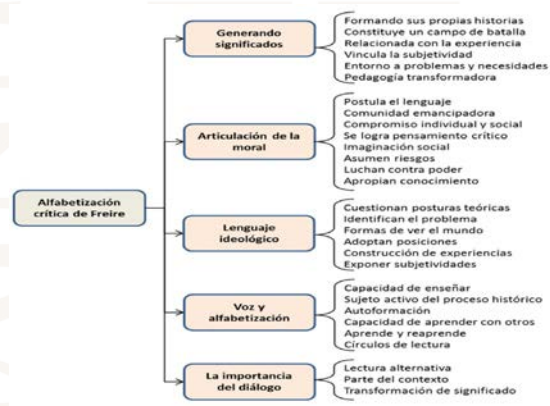 Alfabetización
crítica de Freire
Generando
significados
Formando sus propias historias
Constituye un campo de batalla
Relacionada con la experiencia
Vincula la subjetividad
Entorno a problemas y necesidades
Pedagogía transformadora
Articulación de la
moral
Postula el lenguaje
Comunidad emancipadora
Compromiso individual y social
Se logra pensamiento crítico
Imaginación social
Asumen riesgos
Luchan contra poder
Apropian conocimiento
Lenguaje
ideológico
Cuestionan posturas teóricas
Identifican el problema
Formas de ver el mundo
Adoptan posiciones
Construcción de experiencias
Exponer subjetividades
Voz y
alfabetización
Capacidad de enseñar
Sujeto activo del proceso histórico
Autoformación
Capacidad de aprender con otros
Aprende y reaprende
Círculos de lectura
La importancia
del diálogo
Lectura alternativa
Parte del contexto
Transformación de significado